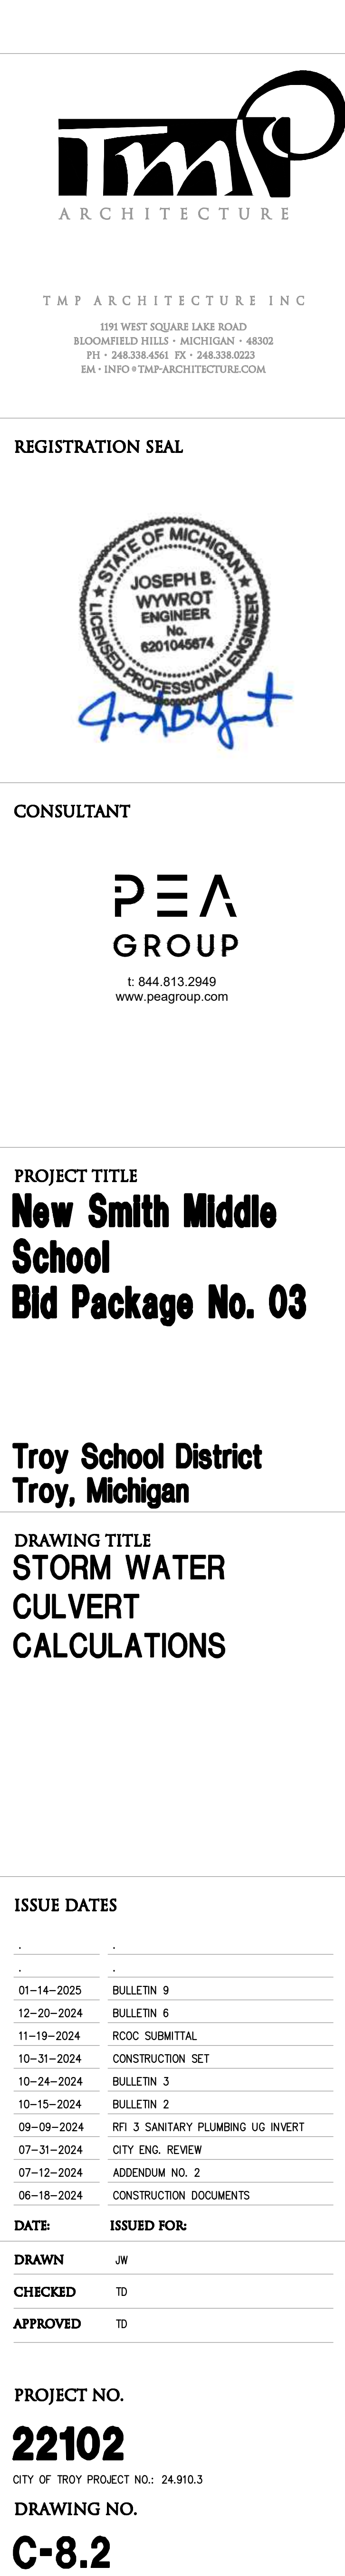 TMP
ARCHITECTURE
TMP ARCHITECTURE INC
1191 WEST SQUARE LAKE ROAD
BLOOMFIELD HILLS • MICHIGAN • 48302
PH • 248.338.4561 FX • 248.338.0223
EM • INFO@TMP-ARCHITECTURE.COM
REGISTRATION SEAL
STATE OF MICHIGAN
JOSEPH B.
WYWROT
ENGINEER
No.
6201045674
LICENSED PROFESSIONAL ENGINEER
CONSULTANT
PEA
GROUP
t: 844.813.2949
www.peagroup.com
PROJECT TITLE
New Smith Middle
School
Bid Package No. 03
Troy School District
Troy, Michigan
DRAWING TITLE
STORM WATER
CULVERT
CALCULATIONS
ISSUE DATES
. .
. .
01-14-2025 BULLETIN 9
12-20-2024 BULLETIN 6
11-19-2024 RCOC SUBMITTAL
10-31-2024 CONSTRUCTION SET
10-24-2024 BULLETIN 3
10-15-2024 BULLETIN 2
09-09-2024 RFI 3 SANITARY PLUMBING UG INVERT
07-31-2024 CITY ENG. REVIEW
07-12-2024 ADDENDUM NO. 2
06-18-2024 CONSTRUCTION DOCUMENTS
DATE: ISSUED FOR:
DRAWN JW
CHECKED TD
APPROVED TD
PROJECT NO.
22102
CITY OF TROY PROJECT NO.: 24.910.3
DRAWING NO.
C-8.2